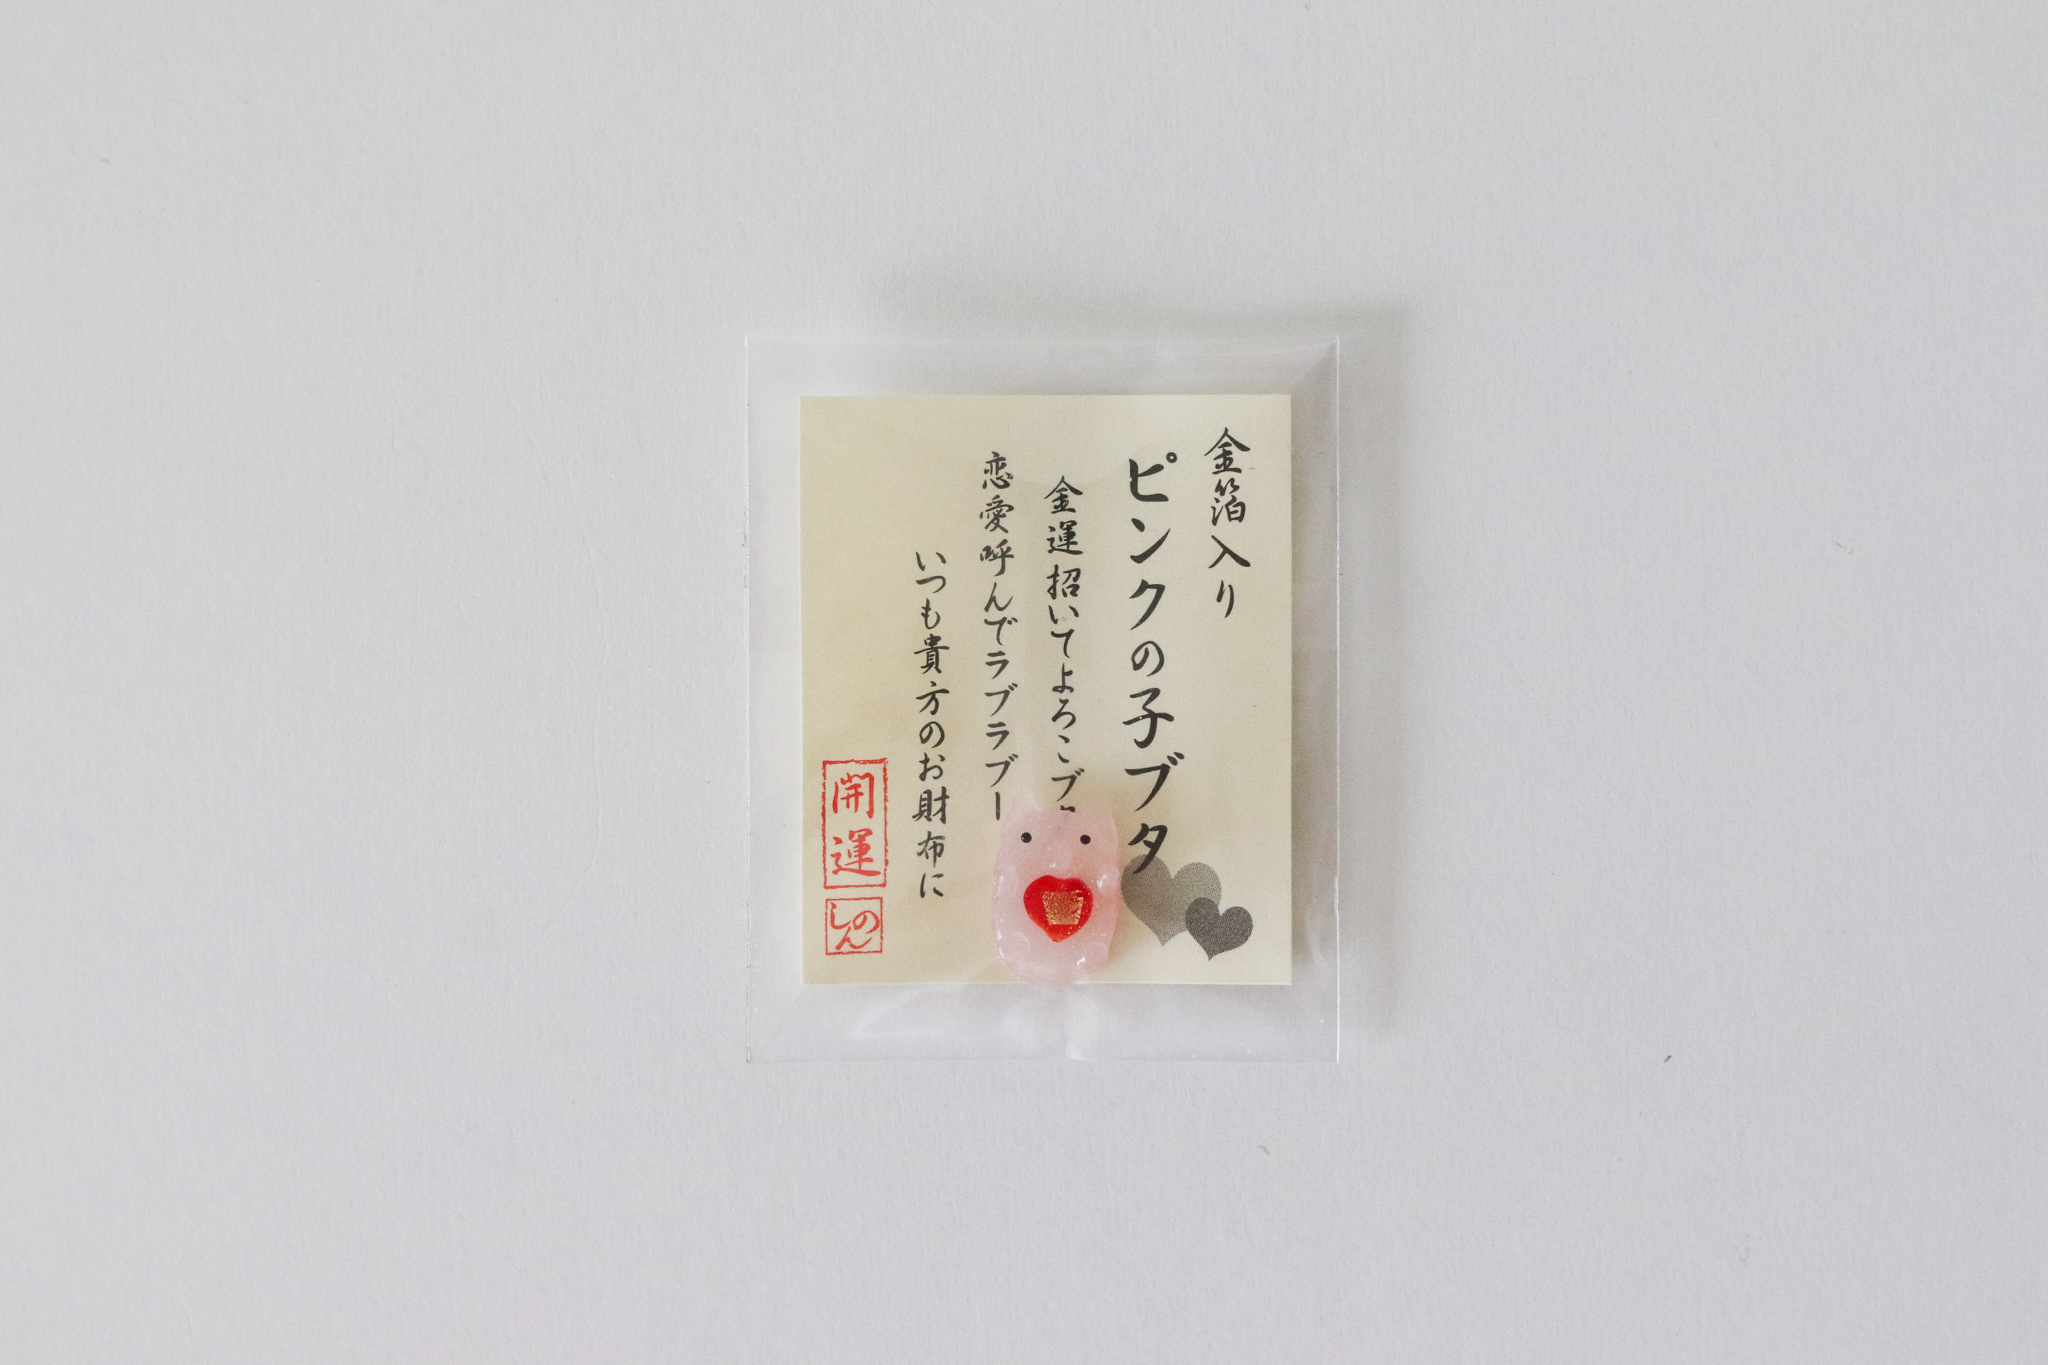 金箔入り
ピンクの子ブタ
金運招いてよろこブ
恋愛呼んでラブラブー
いつも貴方のお財布に
開運
しのん